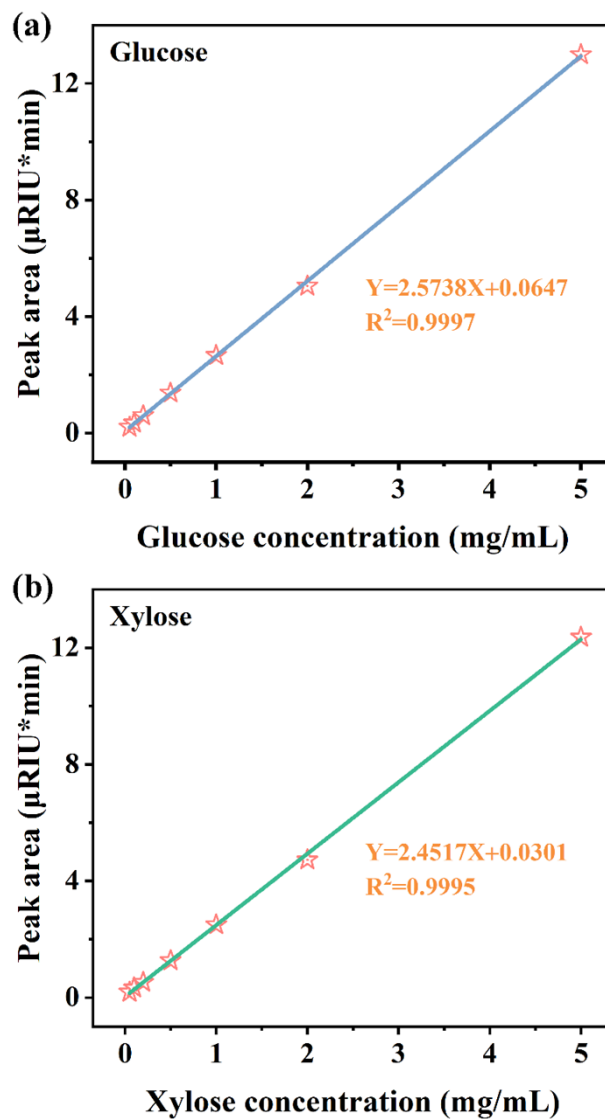 (a)
Glucose
12
8
4
0
Peak area (μRIU*min)
Y=2.5738X+0.0647
R²=0.9997
0 1 2 3 4 5
Glucose concentration (mg/mL)
(b)
Xylose
12
8
4
0
Peak area (μRIU*min)
Y=2.4517X+0.0301
R²=0.9995
0 1 2 3 4 5
Xylose concentration (mg/mL)